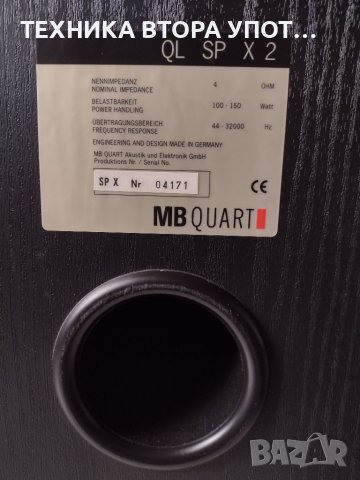 ТЕХНИКА ВТОРА УПОТ...
QL SP X 2
NENNIMPEDANZ 4 OHM
NOMINAL IMPEDANCE
BELASTBARKEIT 100-150 Watt
POWER HANDLING
ÜBERTRAGUNGSBEREICH 44-32000 Hz
FREQUENCY RESPONSE
ENGINEERING AND DESIGN MADE IN GERMANY
MB QUART Akustik und Elektronik GmbH
Produktions Nr. / Serial No.
SP X Nr 04171
CE
MB QUART
BAZAR